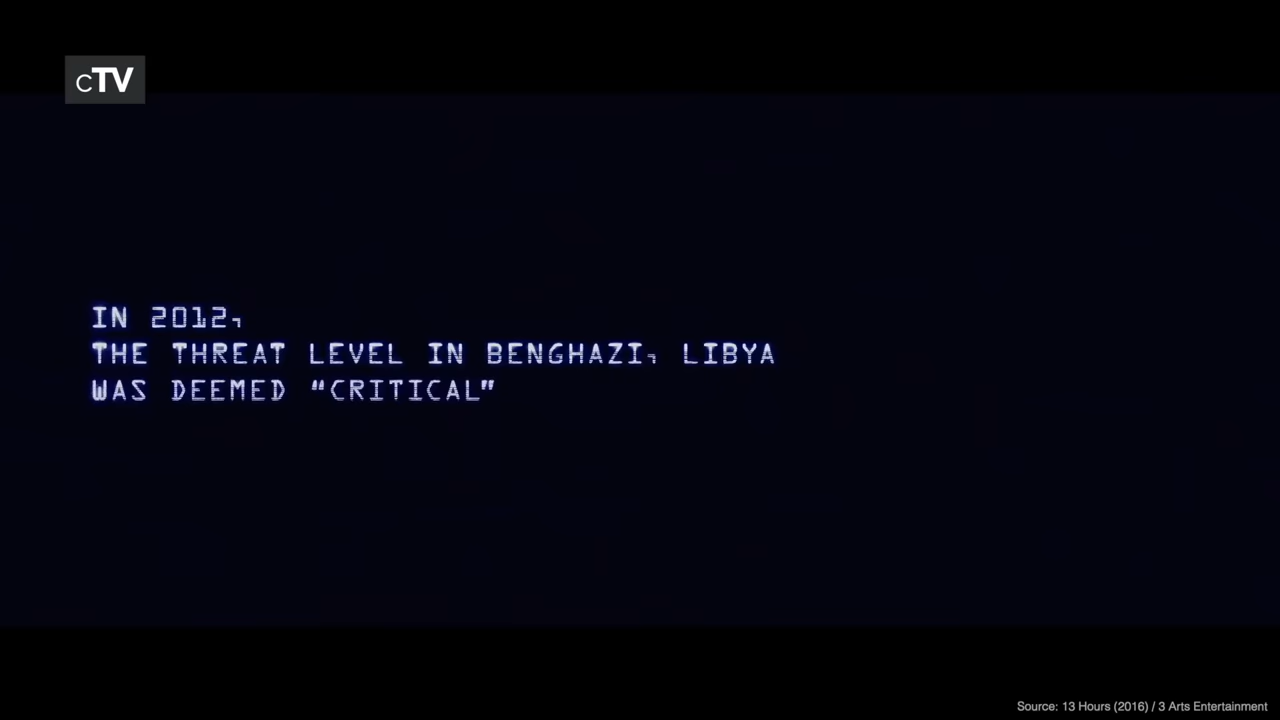 cTV
IN 2012,
THE THREAT LEVEL IN BENGHAZI, LIBYA
WAS DEEMED “CRITICAL”
Source: 13 Hours (2016) / 3 Arts Entertainment